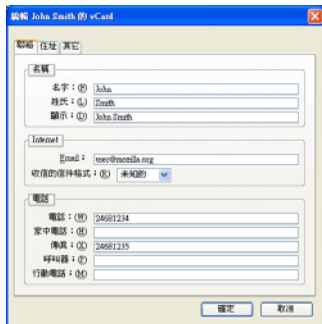 編輯 John Smith 的 vCard
聯絡 住址 其它
名稱
名字：(F) John
姓氏：(L) Smith
顯示：(D) John Smith
Internet
Email： user@mozilla.org
收信的信件格式：(R) 未知的
電話
電話：(W) 24681234
家中電話：(H)
傳真：(X) 24681235
呼叫器：(P)
行動電話：(M)
確定 取消